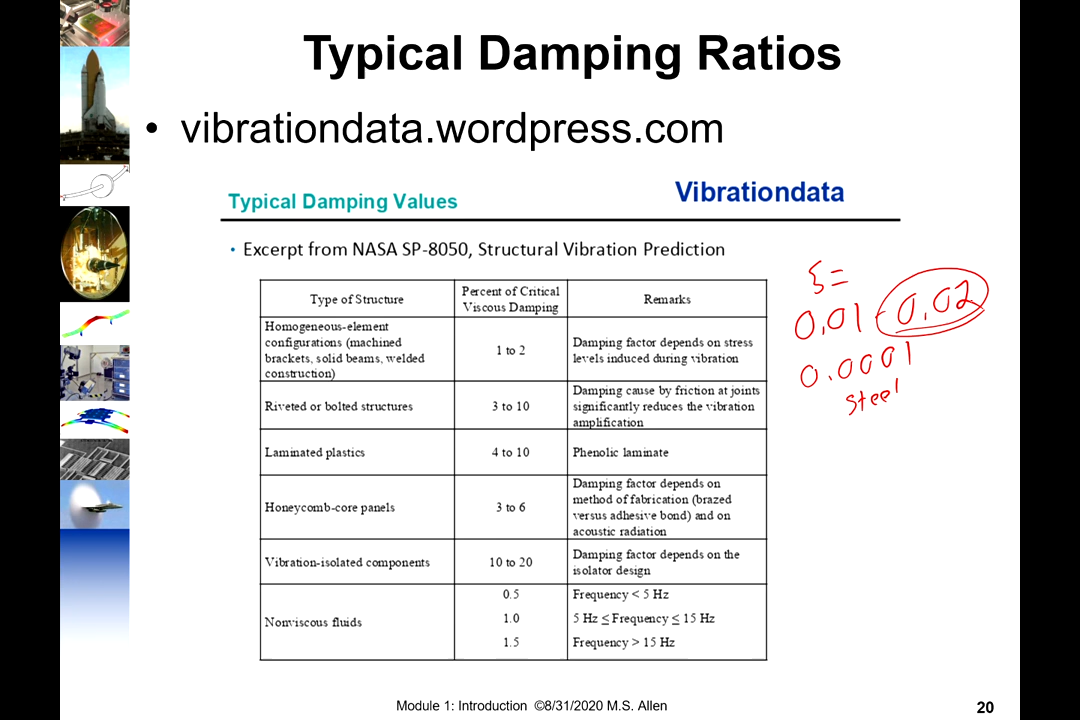 Typical Damping Ratios
• vibrationdata.wordpress.com
Typical Damping Values
Vibrationdata
• Excerpt from NASA SP-8050, Structural Vibration Prediction
Type of Structure
Percent of Critical
Viscous Damping
Remarks
Homogeneous-element
configurations (machined
brackets, solid beams, welded
construction)
1 to 2
Damping factor depends on stress
levels induced during vibration
Riveted or bolted structures
3 to 10
Damping cause by friction at joints
significantly reduces the vibration
amplification
Laminated plastics
4 to 10
Phenolic laminate
Honeycomb-core panels
3 to 6
Damping factor depends on
method of fabrication (brazed
versus adhesive bond) and on
acoustic radiation
Vibration-isolated components
10 to 20
Damping factor depends on the
isolator design
Nonviscous fluids
0.5
Frequency < 5 Hz
1.0
5 Hz ≤ Frequency ≤ 15 Hz
1.5
Frequency > 15 Hz
ζ =
0.01 - 0.02
0.0001
steel
Module 1: Introduction ©8/31/2020 M.S. Allen
20